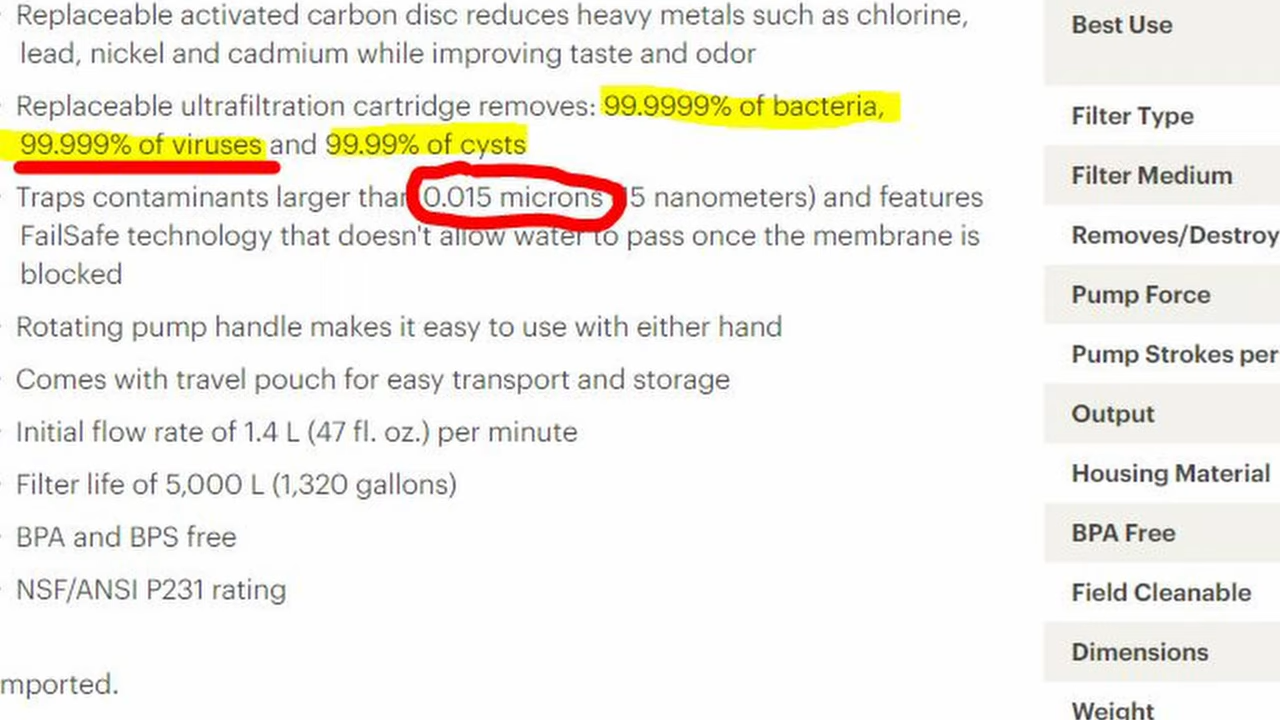 Replaceable activated carbon disc reduces heavy metals such as chlorine,
lead, nickel and cadmium while improving taste and odor
Replaceable ultrafiltration cartridge removes: 99.9999% of bacteria,
99.999% of viruses and 99.99% of cysts
Traps contaminants larger than 0.015 microns 15 nanometers) and features
FailSafe technology that doesn't allow water to pass once the membrane is
blocked
Rotating pump handle makes it easy to use with either hand
Comes with travel pouch for easy transport and storage
Initial flow rate of 1.4 L (47 fl. oz.) per minute
Filter life of 5,000 L (1,320 gallons)
BPA and BPS free
NSF/ANSI P231 rating
mported.
Best Use
Filter Type
Filter Medium
Removes/Destroy
Pump Force
Pump Strokes per
Output
Housing Material
BPA Free
Field Cleanable
Dimensions
Weight